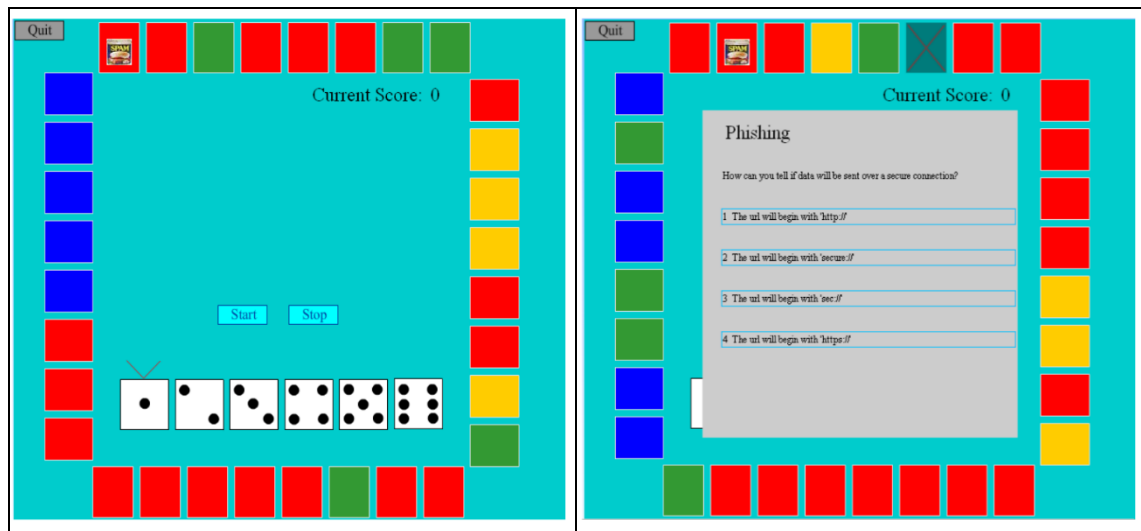 Quit
SPAM
Current Score: 0
Start
Stop
Quit
SPAM
Current Score: 0
Phishing
How can you tell if data will be sent over a secure connection?
1 The url will begin with 'http://'
2 The url will begin with 'secure://'
3 The url will begin with 'sec://'
4 The url will begin with 'https://'